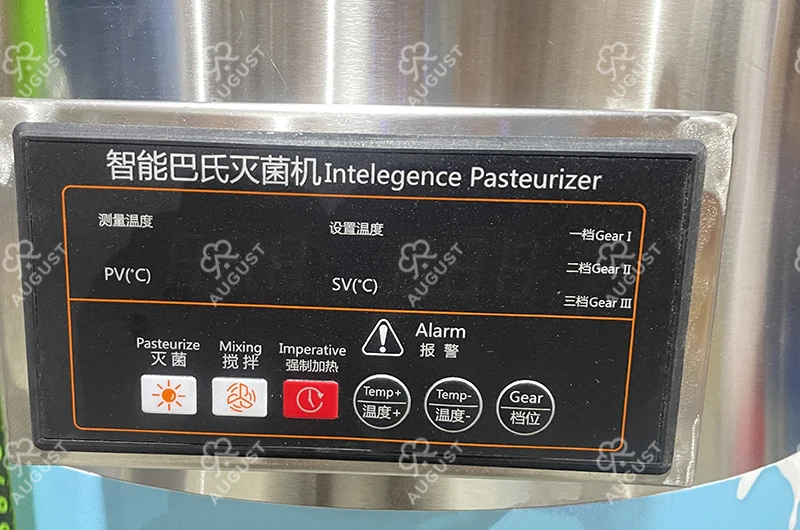 智能巴氏灭菌机Intelegence Pasteurizer
测量温度
设置温度
一档Gear I
二档Gear II
PV(°C)
SV(°C)
三档Gear III
Alarm
报 警
Pasteurize
灭 菌
Mixing
搅 拌
Imperative
强制加热
Temp+
温度+
Temp-
温度-
Gear
档位
AUGUST